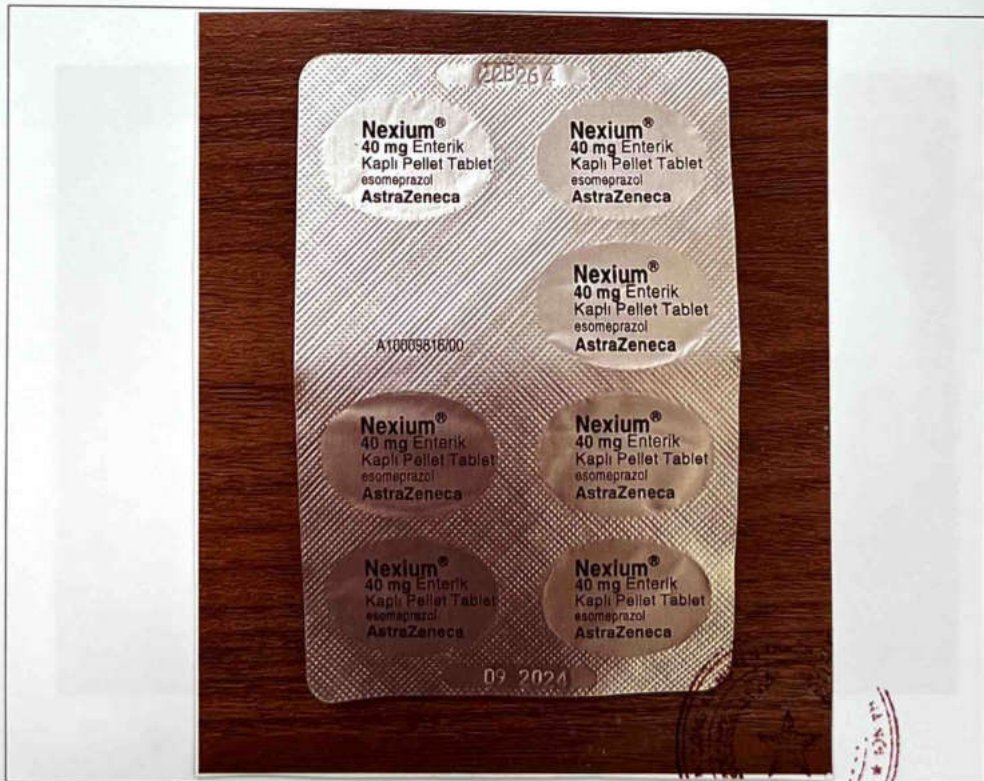 22B264
Nexium®
40 mg Enterik
Kaplı Pellet Tablet
esomeprazol
AstraZeneca
Nexium®
40 mg Enterik
Kaplı Pellet Tablet
esomeprazol
AstraZeneca
Nexium®
40 mg Enterik
Kaplı Pellet Tablet
esomeprazol
AstraZeneca
A10009816/00
Nexium®
40 mg Enterik
Kaplı Pellet Tablet
esomeprazol
AstraZeneca
Nexium®
40 mg Enterik
Kaplı Pellet Tablet
esomeprazol
AstraZeneca
Nexium®
40 mg Enterik
Kaplı Pellet Tablet
esomeprazol
AstraZeneca
Nexium®
40 mg Enterik
Kaplı Pellet Tablet
esomeprazol
AstraZeneca
09 2024